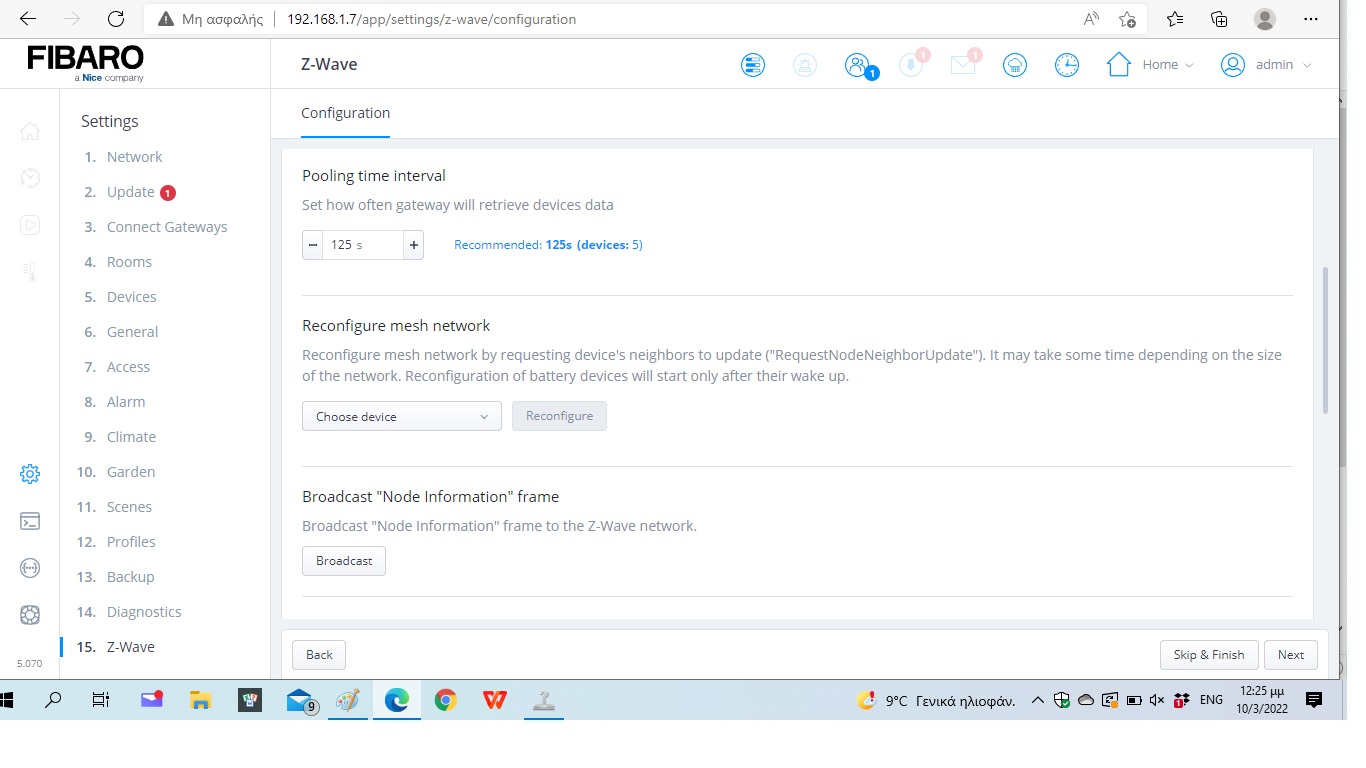 Μη ασφαλής 192.168.1.7/app/settings/z-wave/configuration
FIBARO
a Nice company
Z-Wave
1
1
1
Home
admin
Configuration
Settings
1. Network
2. Update 1
3. Connect Gateways
4. Rooms
5. Devices
6. General
7. Access
8. Alarm
9. Climate
10. Garden
11. Scenes
12. Profiles
13. Backup
14. Diagnostics
15. Z-Wave
5.070
Pooling time interval
Set how often gateway will retrieve devices data
− 125 s + Recommended: 125s (devices: 5)
Reconfigure mesh network
Reconfigure mesh network by requesting device's neighbors to update ("RequestNodeNeighborUpdate"). It may take some time depending on the size
of the network. Reconfiguration of battery devices will start only after their wake up.
Choose device Reconfigure
Broadcast "Node Information" frame
Broadcast "Node Information" frame to the Z-Wave network.
Broadcast
Back Skip & Finish Next
9 9°C Γενικά ηλιοφάν. 1 ENG 12:25 μμ
10/3/2022